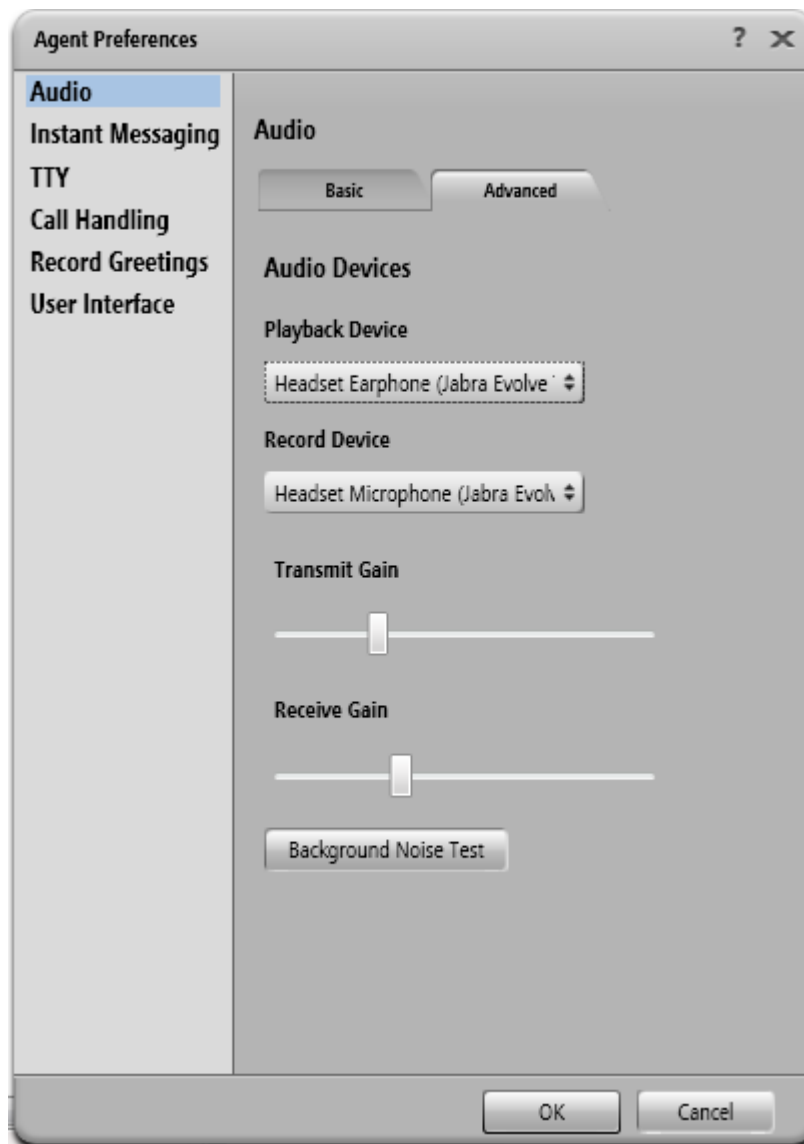 Agent Preferences
?
Audio
Instant Messaging
TTY
Call Handling
Record Greetings
User Interface
Audio
Basic
Advanced
Audio Devices
Playback Device
Headset Earphone (Jabra Evolve
Record Device
Headset Microphone (Jabra Evol
Transmit Gain
Receive Gain
Background Noise Test
OK
Cancel